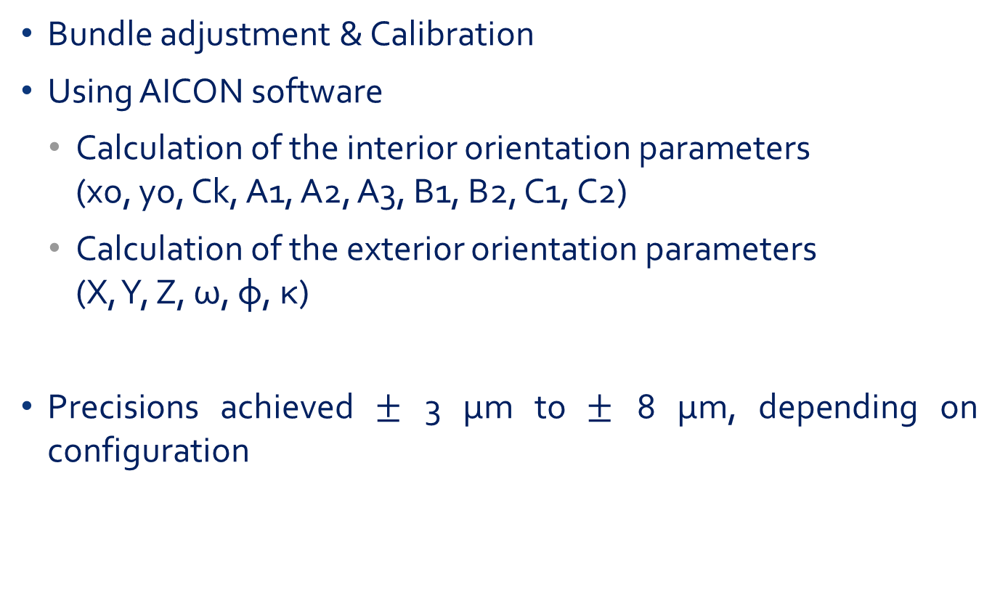 • Bundle adjustment & Calibration
• Using AICON software
• Calculation of the interior orientation parameters
(x0, y0, Ck, A1, A2, A3, B1, B2, C1, C2)
• Calculation of the exterior orientation parameters
(X, Y, Z, ω, φ, κ)
• Precisions achieved ± 3 μm to ± 8 μm, depending on
configuration